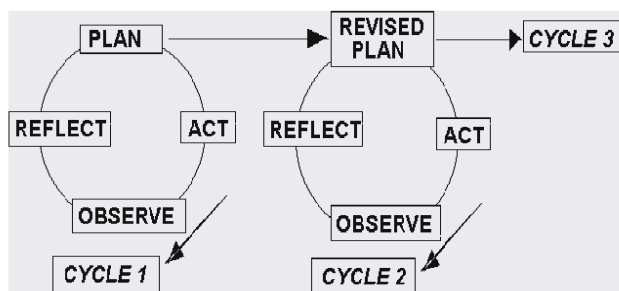 PLAN
REVISED
PLAN
CYCLE 3
REFLECT
ACT
REFLECT
ACT
OBSERVE
OBSERVE
CYCLE 1
CYCLE 2